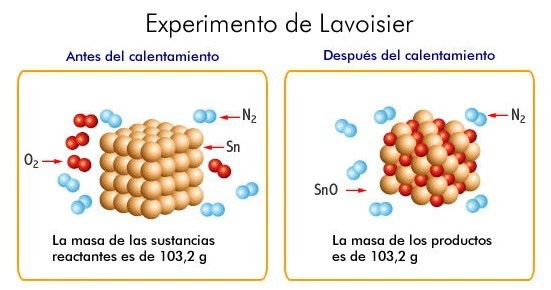 Experimento de Lavoisier
Antes del calentamiento
N2
Sn
O2
La masa de las sustancias
reactantes es de 103,2 g
Después del calentamiento
N2
SnO
La masa de los productos
es de 103,2 g